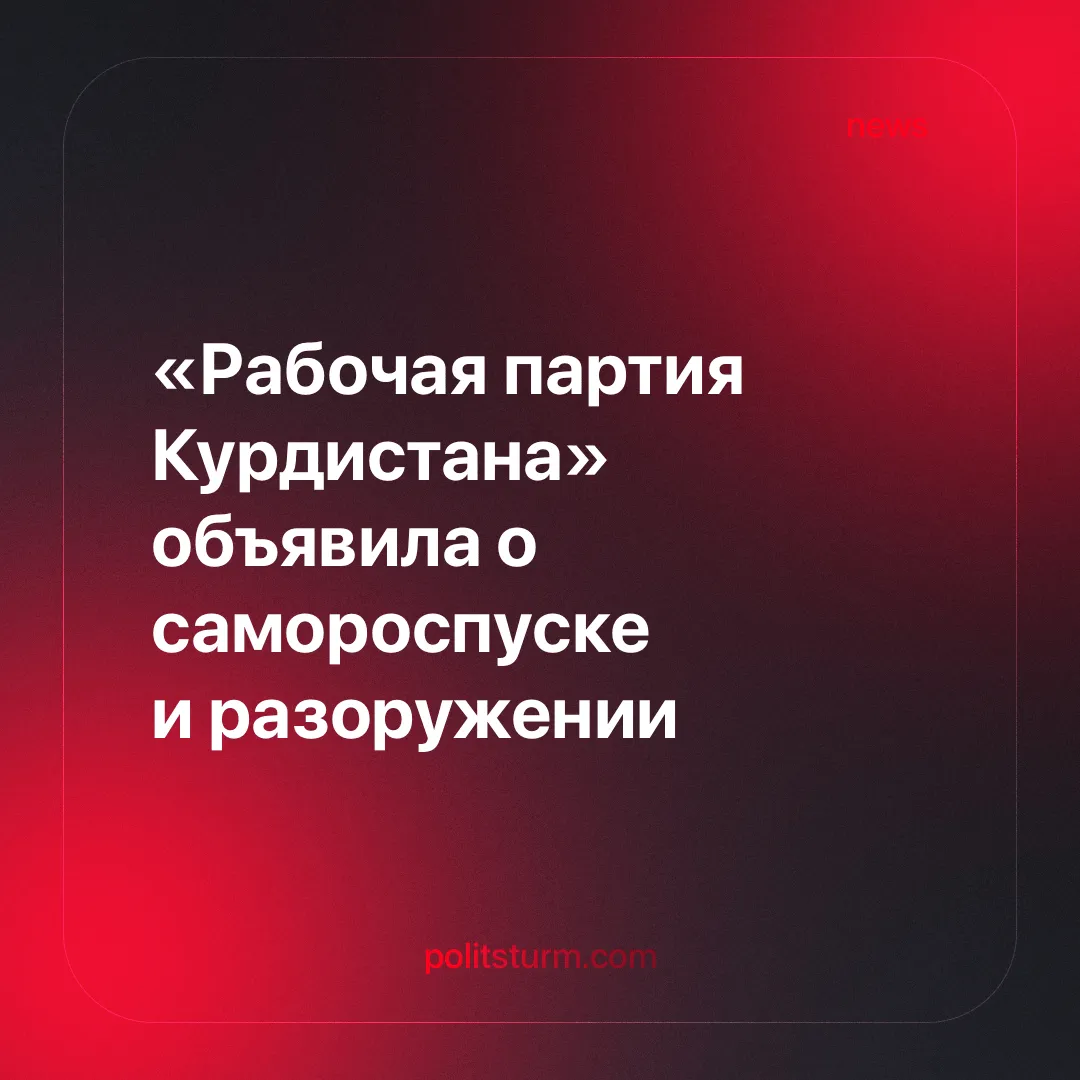 news
«Рабочая партия
Курдистана»
объявила о
самороспуске
и разоружении
politsturm.com